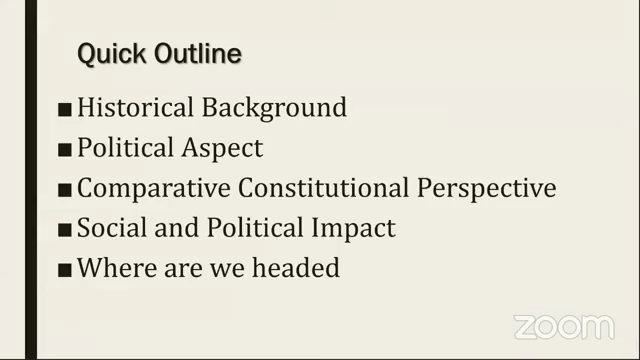 Quick Outline
■ Historical Background
■ Political Aspect
■ Comparative Constitutional Perspective
■ Social and Political Impact
■ Where are we headed
zoom